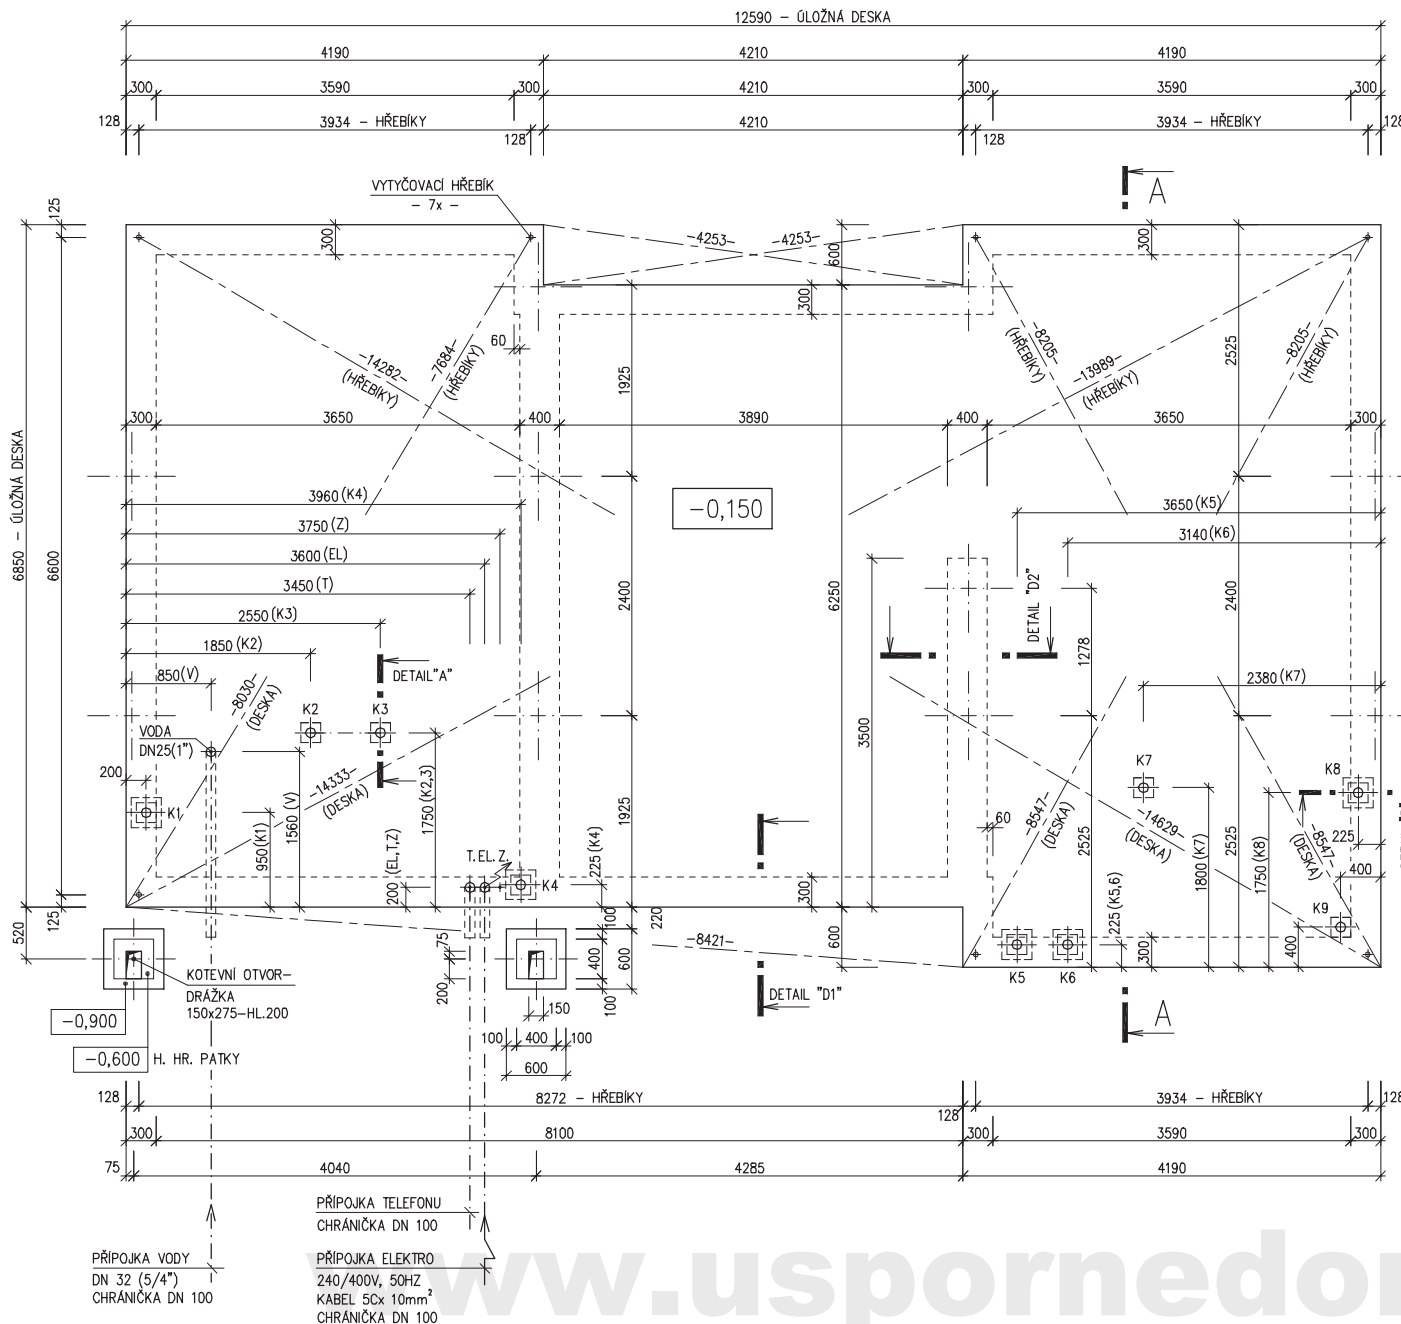 12590 – ÚLOŽNÁ DESKA
4190
4210
4190
300
3590
300
4210
300
3590
300
128
3934 – HŘEBÍKY
128
4210
128
3934 – HŘEBÍKY
128
VYTYČOVACÍ HŘEBÍK
– 7x –
A
125
300
–4253–
–4253–
600
300
300
2525
60
–14282–
(HŘEBÍKY)
–7684–
(HŘEBÍKY)
1925
–8205–
(HŘEBÍKY)
–13989–
(HŘEBÍKY)
–8205–
(HŘEBÍKY)
300
3650
400
3890
400
3650
300
6850 – ÚLOŽNÁ DESKA
6600
3960 (K4)
3750 (Z)
3600 (EL)
3450 (T)
2550 (K3)
1850 (K2)
850 (V)
–0,150
3650 (K5)
3140 (K6)
2400
6250
2400
DETAIL "D2"
1278
3500
2380 (K7)
DETAIL"A"
–8030–
(DESKA)
K2
K3
VODA
DN25(1")
200
K1
–14333–
(DESKA)
950 (K1)
1560 (V)
1750 (K2,3)
1925
K7
K8
60
–8547–
(DESKA)
2525
–14629–
(DESKA)
1800 (K7)
2525
1750 (K8)
–8547–
(DESKA)
225
400
200 (EL,T,Z)
T.EL.Z.
K4
225 (K4)
300
225 (K5,6)
K9
400
125
520
75
200
100
400
100
600
220
–8421–
600
300
K5
K6
KOTEVNÍ OTVOR–
DRÁŽKA
150x275–HL.200
150
DETAIL "D1"
A
–0,900
–0,600
H. HR. PATKY
100
400
100
600
128
8272 – HŘEBÍKY
128
3934 – HŘEBÍKY
128
300
8100
300
3590
300
75
4040
4285
4190
PŘÍPOJKA TELEFONU
CHRÁNIČKA DN 100
PŘÍPOJKA VODY
DN 32 (5/4")
CHRÁNIČKA DN 100
PŘÍPOJKA ELEKTRO
240/400V, 50HZ
KABEL 5Cx 10mm²
CHRÁNIČKA DN 100
www.uspornedor